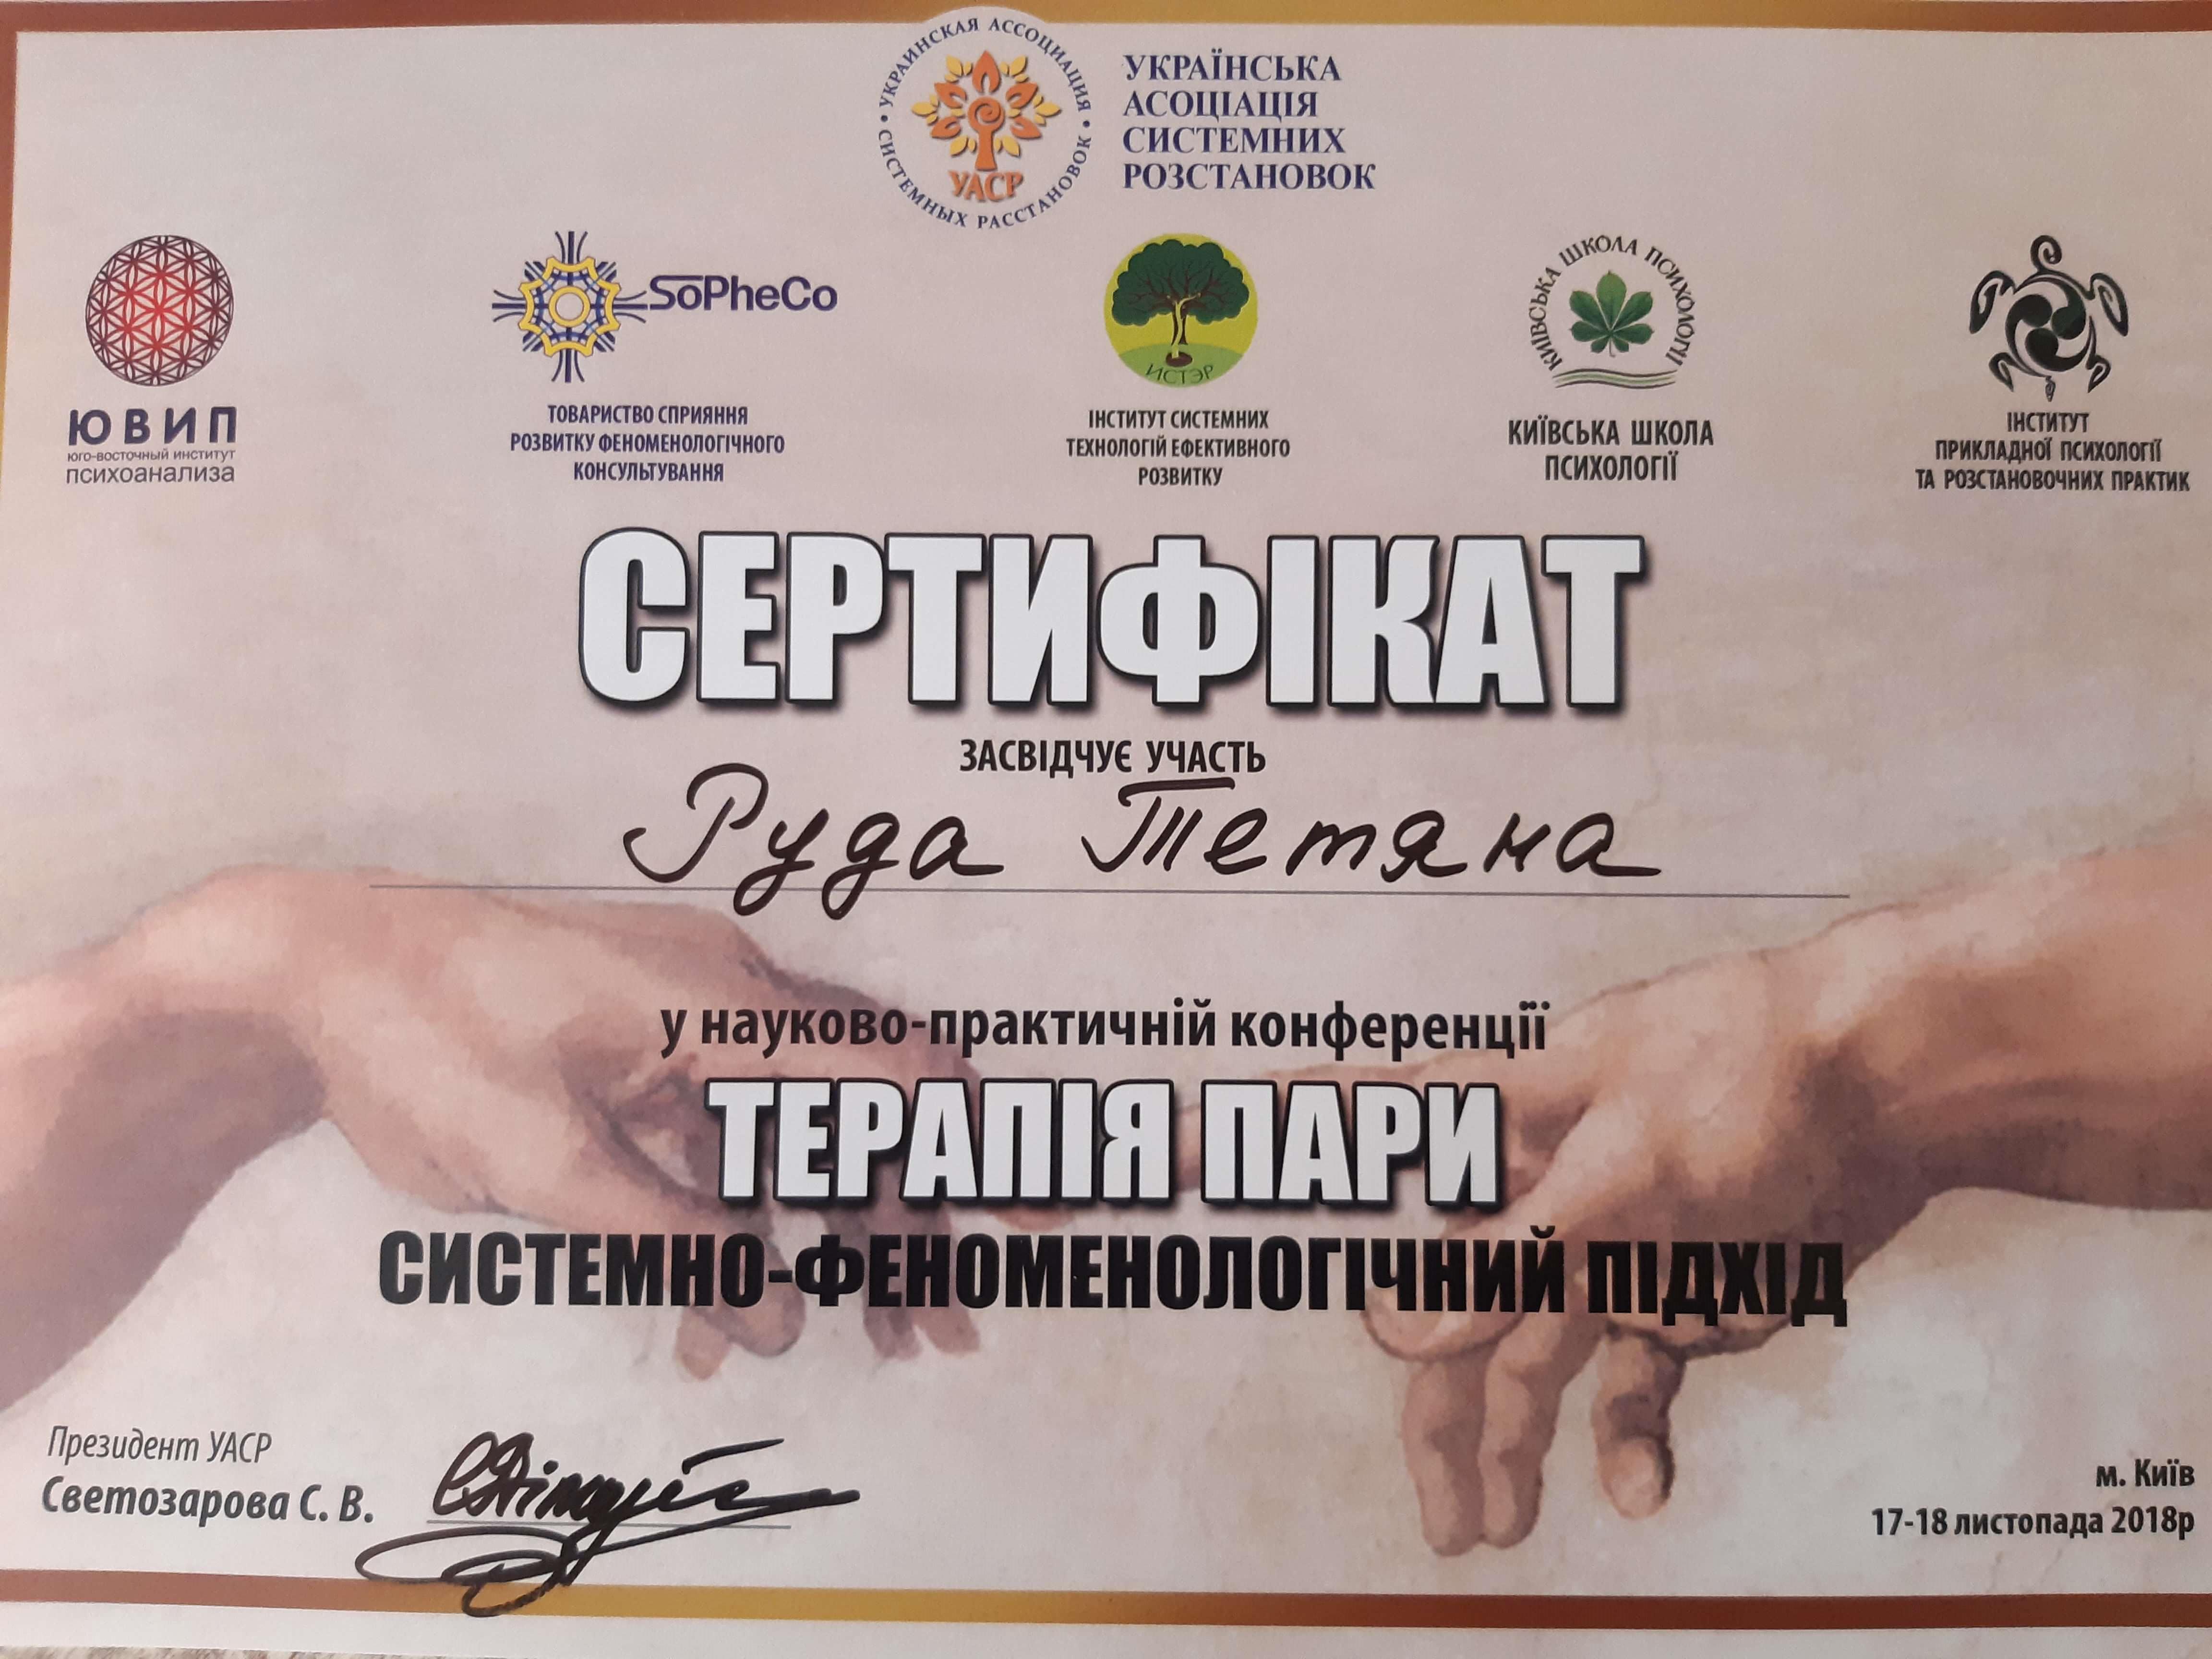 УКРАИНСКАЯ АССОЦИАЦИЯ СИСТЕМНЫХ РАССТАНОВОК
УАСР
УКРАЇНСЬКА
АСОЦІАЦІЯ
СИСТЕМНИХ
РОЗСТАНОВОК
ЮВИП
ЮГО-ВОСТОЧНЫЙ ИНСТИТУТ
ПСИХОАНАЛИЗА
SoPheCo
ТОВАРИСТВО СПРИЯННЯ
РОЗВИТКУ ФЕНОМЕНОЛОГІЧНОГО
КОНСУЛЬТУВАННЯ
ИСТЭР
ІНСТИТУТ СИСТЕМНИХ
ТЕХНОЛОГІЙ ЕФЕКТИВНОГО
РОЗВИТКУ
КИЇВСЬКА ШКОЛА ПСИХОЛОГІЇ
КИЇВСЬКА ШКОЛА
ПСИХОЛОГІЇ
ІНСТИТУТ
ПРИКЛАДНОЇ ПСИХОЛОГІЇ
ТА РОЗСТАНОВОЧНИХ ПРАКТИК
СЕРТИФІКАТ
ЗАСВІДЧУЄ УЧАСТЬ
Руда Тетяна
у науково-практичній конференції
ТЕРАПІЯ ПАРИ
СИСТЕМНО-ФЕНОМЕНОЛОГІЧНИЙ ПІДХІД
Президент УАСР
Светозарова С. В.
м. Київ
17-18 листопада 2018р